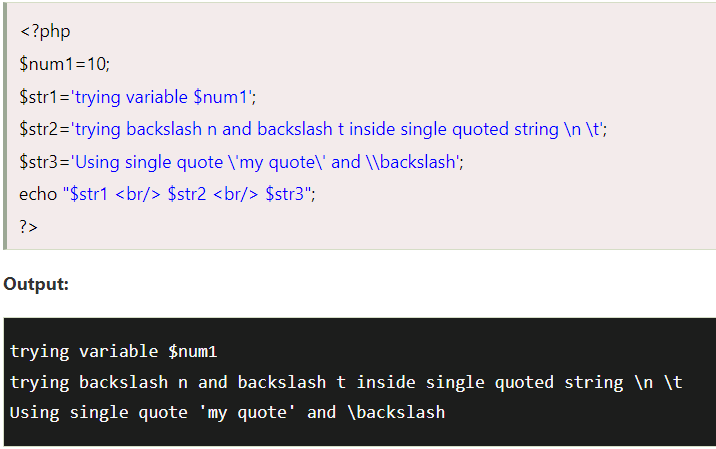 <?php
$num1=10;
$str1='trying variable $num1';
$str2='trying backslash n and backslash t inside single quoted string \n \t';
$str3='Using single quote \'my quote\' and \\backslash';
echo "$str1 <br/> $str2 <br/> $str3";
?>
Output:
trying variable $num1
trying backslash n and backslash t inside single quoted string \n \t
Using single quote 'my quote' and \backslash